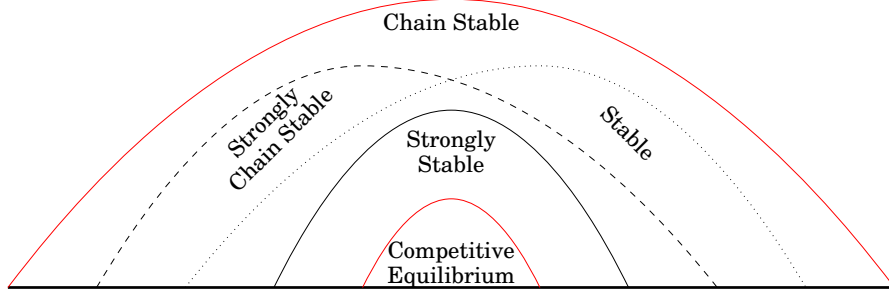 Chain Stable
Strongly
Chain Stable
Stable
Strongly
Stable
Competitive
Equilibrium